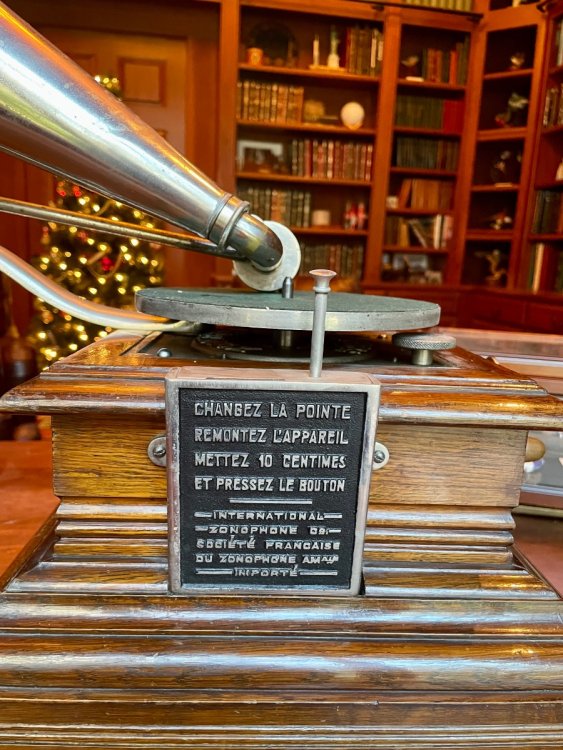 CHANGEZ LA POINTE
REMONTEZ L'APPAREIL
METTEZ 10 CENTIMES
ET PRESSEZ LE BOUTON
INTERNATIONAL
ZONOPHONE CO:
SOCIÉTÉ FRANÇAISE
DU ZONOPHONE AMAIN
IMPORTÉ